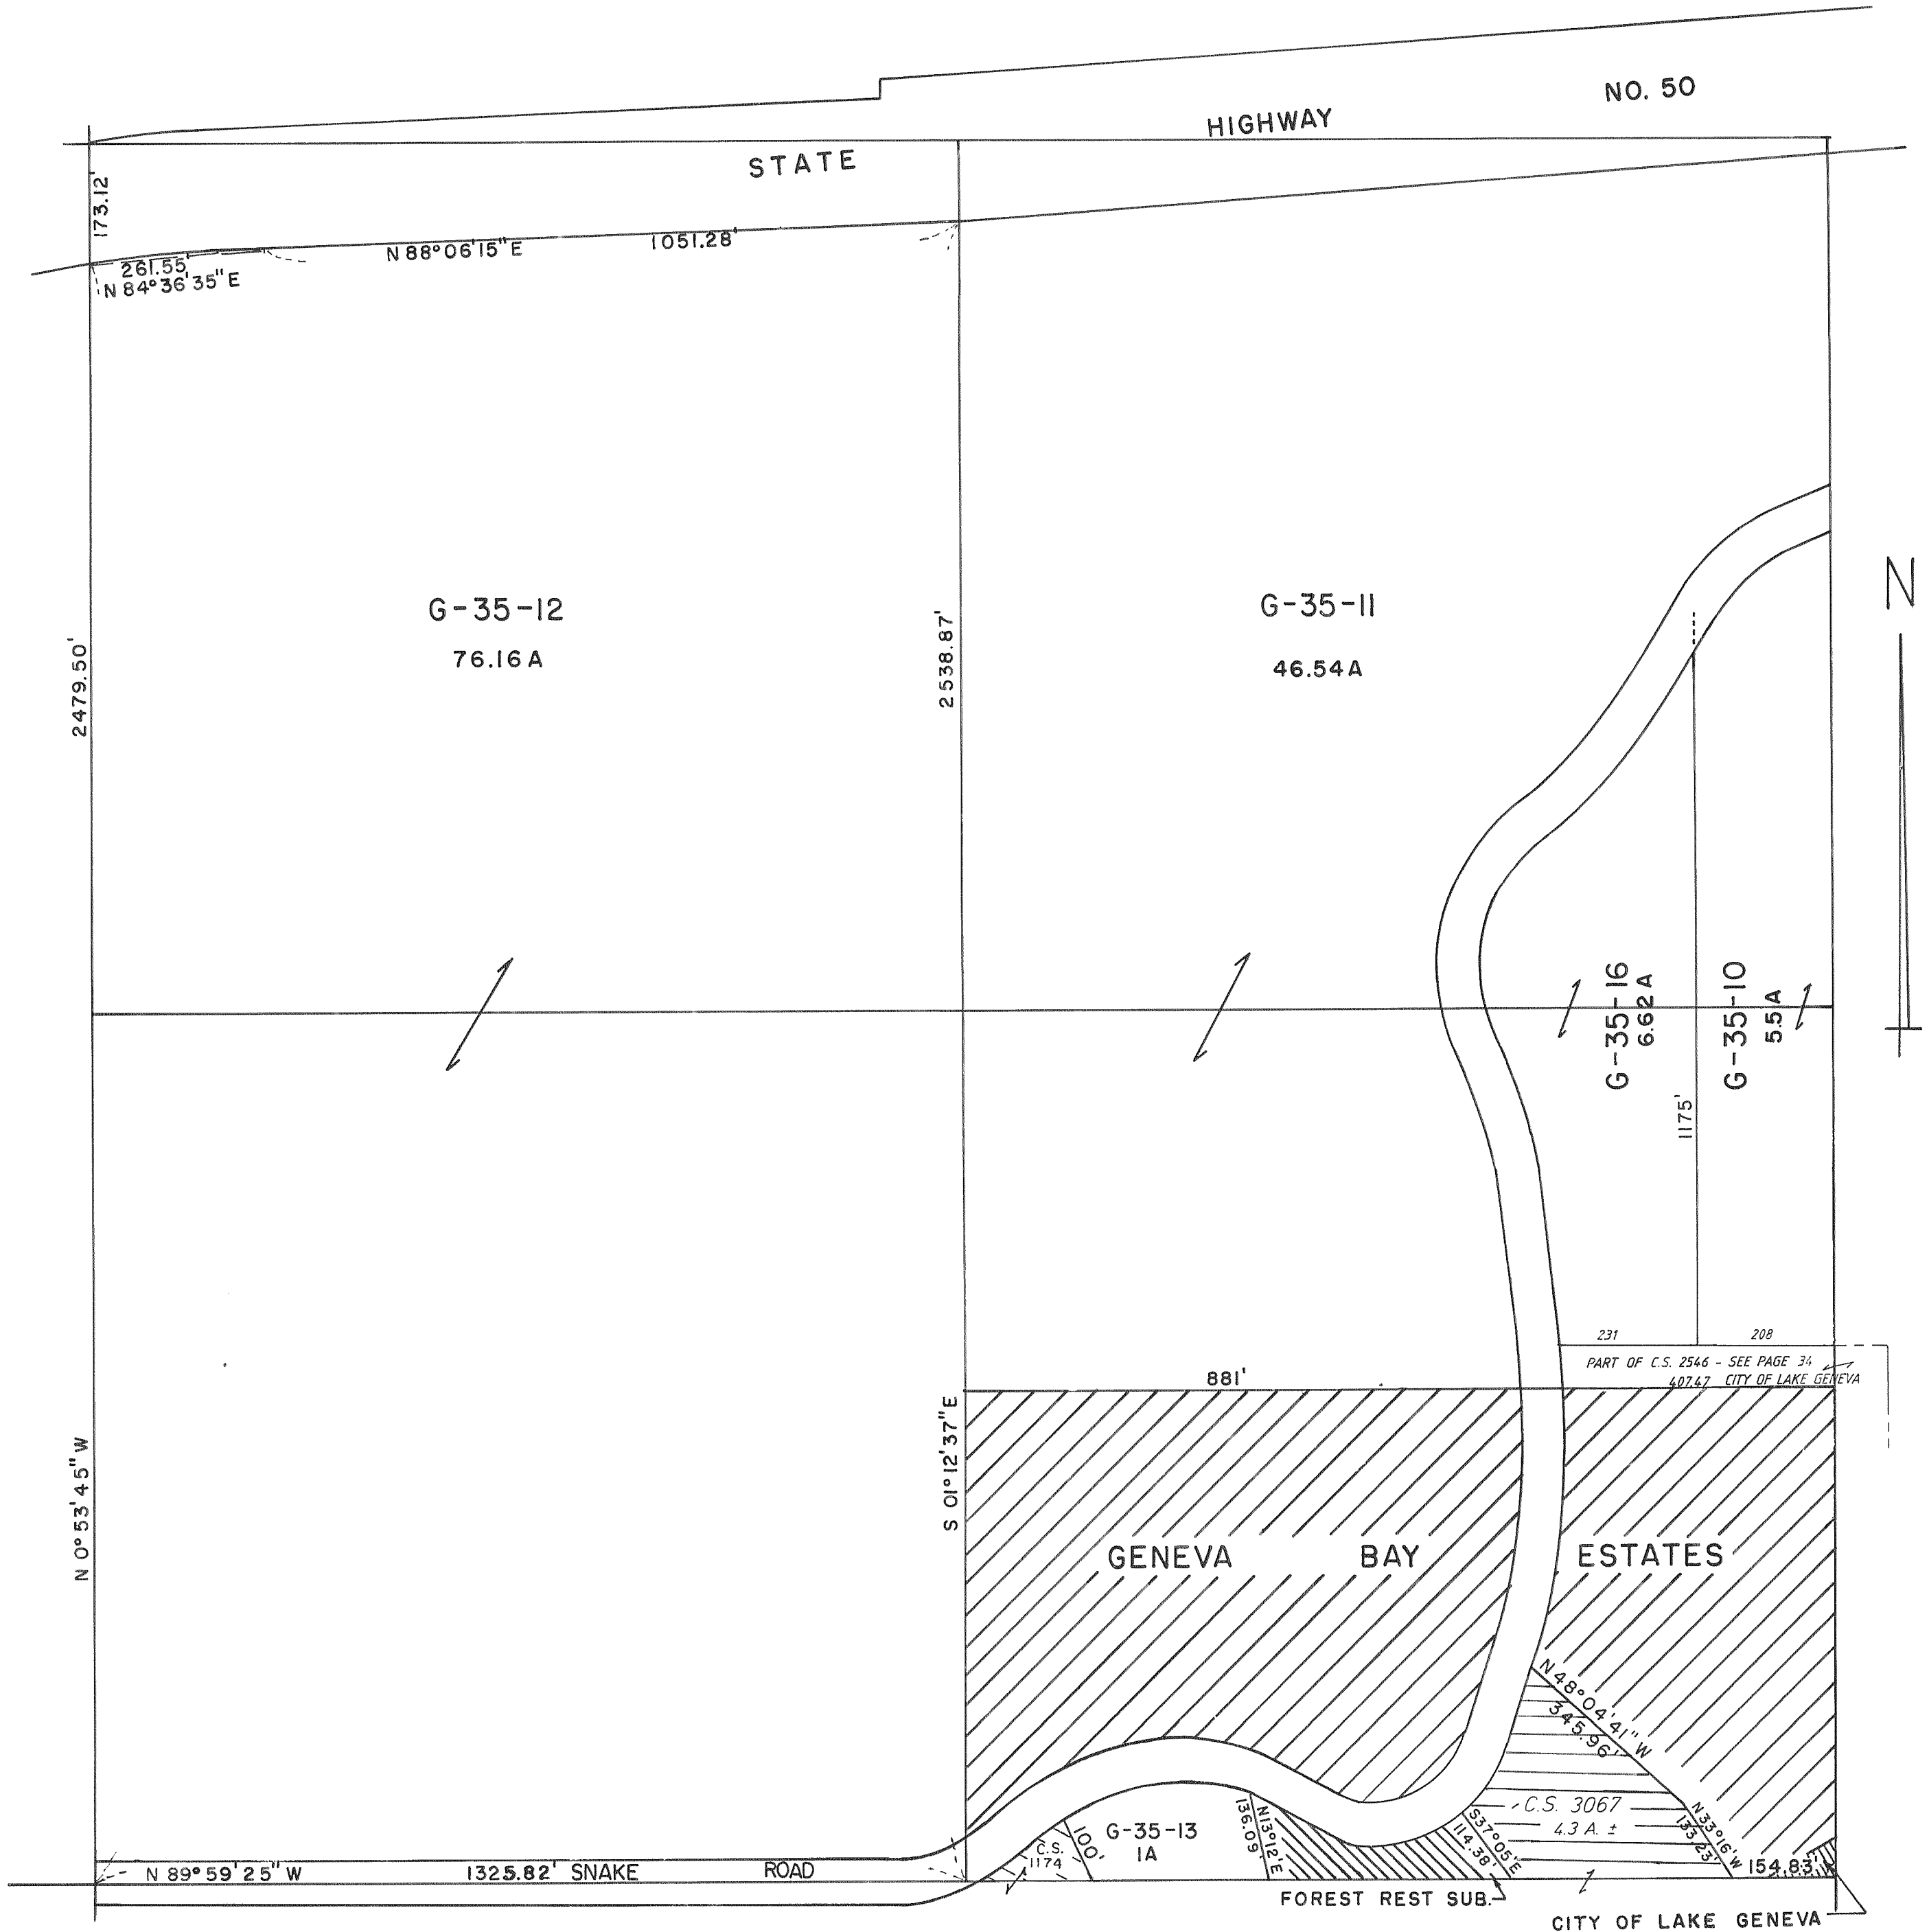 NO. 50
HIGHWAY
STATE
173.12'
N 88°06'15" E
1051.28'
261.55'
N 84°36'35" E
N
G-35-12
76.16 A
G-35-11
46.54 A
2479.50'
2538.87'
G-35-16
6.62 A
G-35-10
5.5 A
1175'
231
208
PART OF C.S. 2546 - SEE PAGE 34
407.47 CITY OF LAKE GENEVA
881'
N 0°53'45" W
S 01°12'37" E
GENEVA BAY ESTATES
N 48°04'41" W
345.96'
C.S. 3067
4.3 A. ±
N 33°16' W
133.23'
154.83'
S 37°05' E
114.38'
N 13°12' E
136.09
G-35-13
1A
100'
C.S.
1174
N 89°59'25" W
1325.82' SNAKE ROAD
FOREST REST SUB.
CITY OF LAKE GENEVA